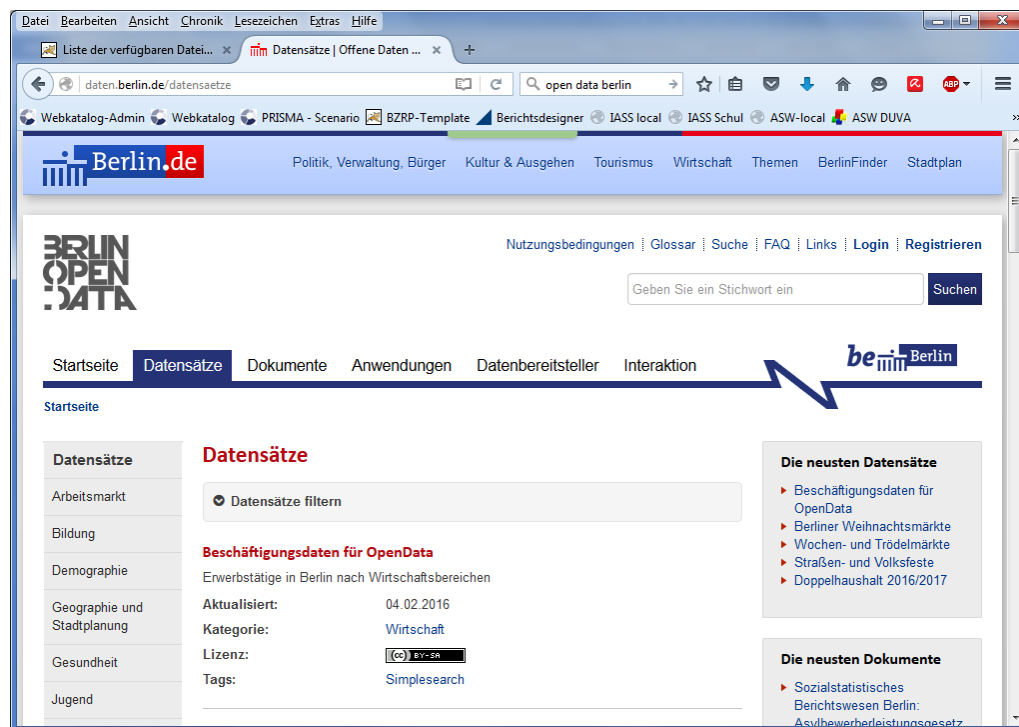 Datei Bearbeiten Ansicht Chronik Lesezeichen Extras Hilfe
Liste der verfügbaren Datei... × Datensätze | Offene Daten ... × +
daten.berlin.de/datensaetze open data berlin ABP
Webkatalog-Admin Webkatalog PRISMA - Scenario BZRP-Template Berichtsdesigner IASS local IASS Schul ASW-local ASW DUVA »
Berlin.de Politik, Verwaltung, Bürger Kultur & Ausgehen Tourismus Wirtschaft Themen BerlinFinder Stadtplan
BERLIN
OPEN
DATA
Nutzungsbedingungen Glossar Suche FAQ Links Login Registrieren
Geben Sie ein Stichwort ein Suchen
Startseite Datensätze Dokumente Anwendungen Datenbereitsteller Interaktion
be Berlin
Startseite
Datensätze
Arbeitsmarkt
Bildung
Demographie
Geographie und
Stadtplanung
Gesundheit
Jugend
Datensätze
Datensätze filtern
Beschäftigungsdaten für OpenData
Erwerbstätige in Berlin nach Wirtschaftsbereichen
Aktualisiert: 04.02.2016
Kategorie: Wirtschaft
Lizenz: (cc) BY-SA
Tags: Simplesearch
Die neusten Datensätze
Beschäftigungsdaten für
OpenData
Berliner Weihnachtsmärkte
Wochen- und Trödelmärkte
Straßen- und Volksfeste
Doppelhaushalt 2016/2017
Die neusten Dokumente
Sozialstatistisches
Berichtswesen Berlin:
Asylbewerberleistungsgesetz